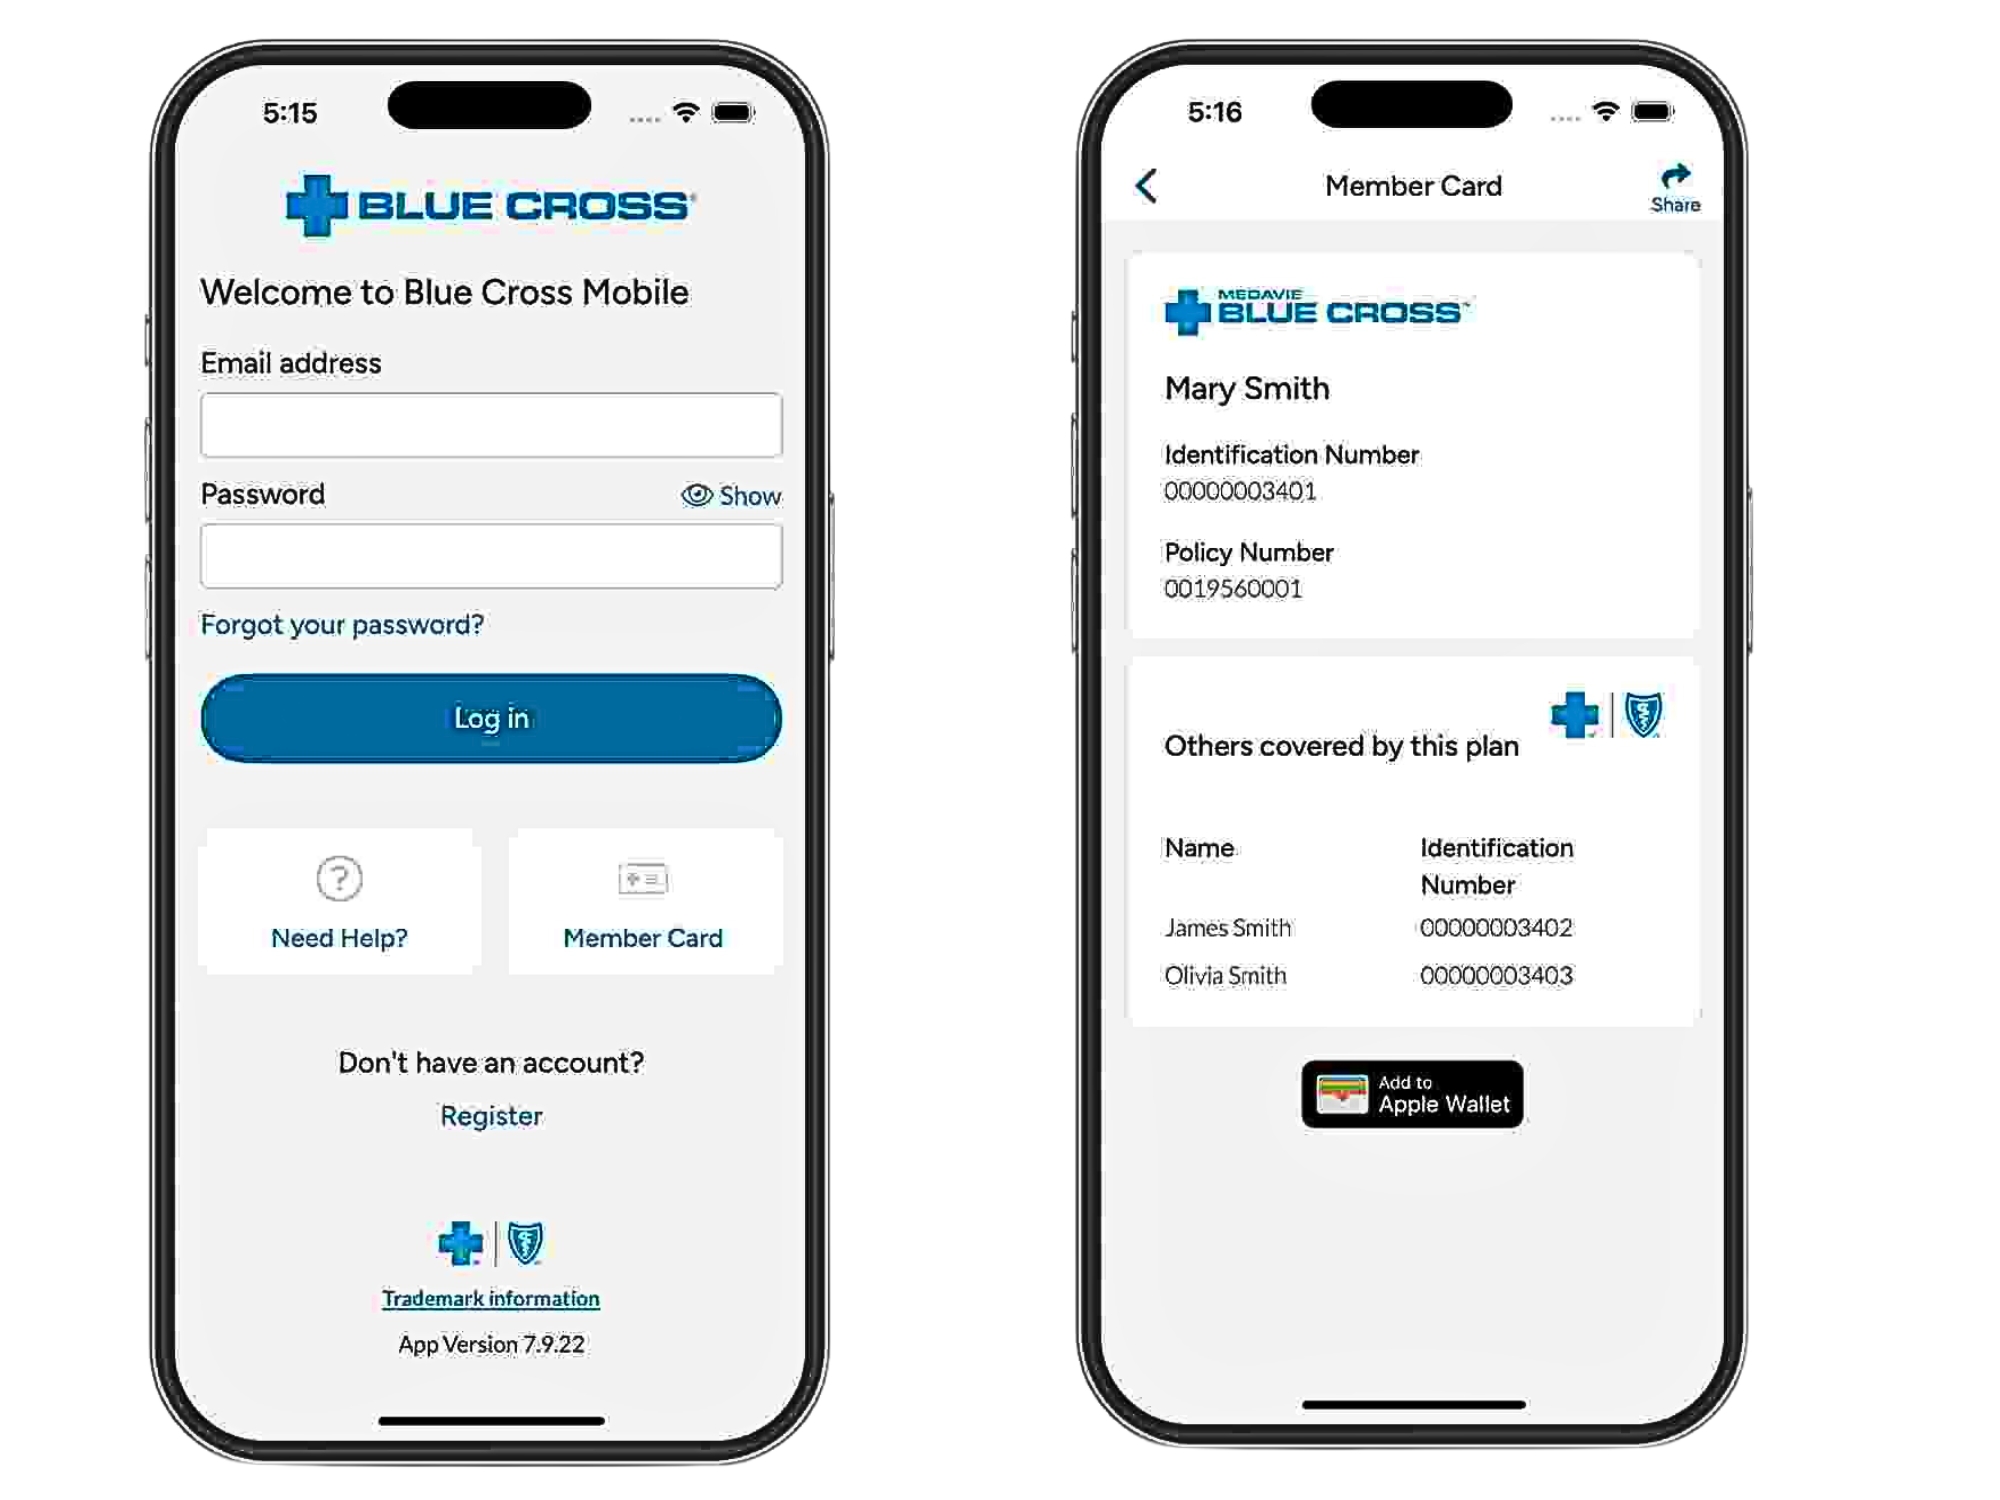 5:15
BLUE CROSS®
Welcome to Blue Cross Mobile
Email address
Password
Show
Forgot your password?
Log in
Need Help?
Member Card
Don't have an account?
Register
Trademark information
App Version 7.9.22
5:16
Member Card
Share
MEDAVIE
BLUE CROSS™
Mary Smith
Identification Number
00000003401
Policy Number
0019560001
Others covered by this plan
Name
Identification
Number
James Smith 00000003402
Olivia Smith 00000003403
Add to
Apple Wallet